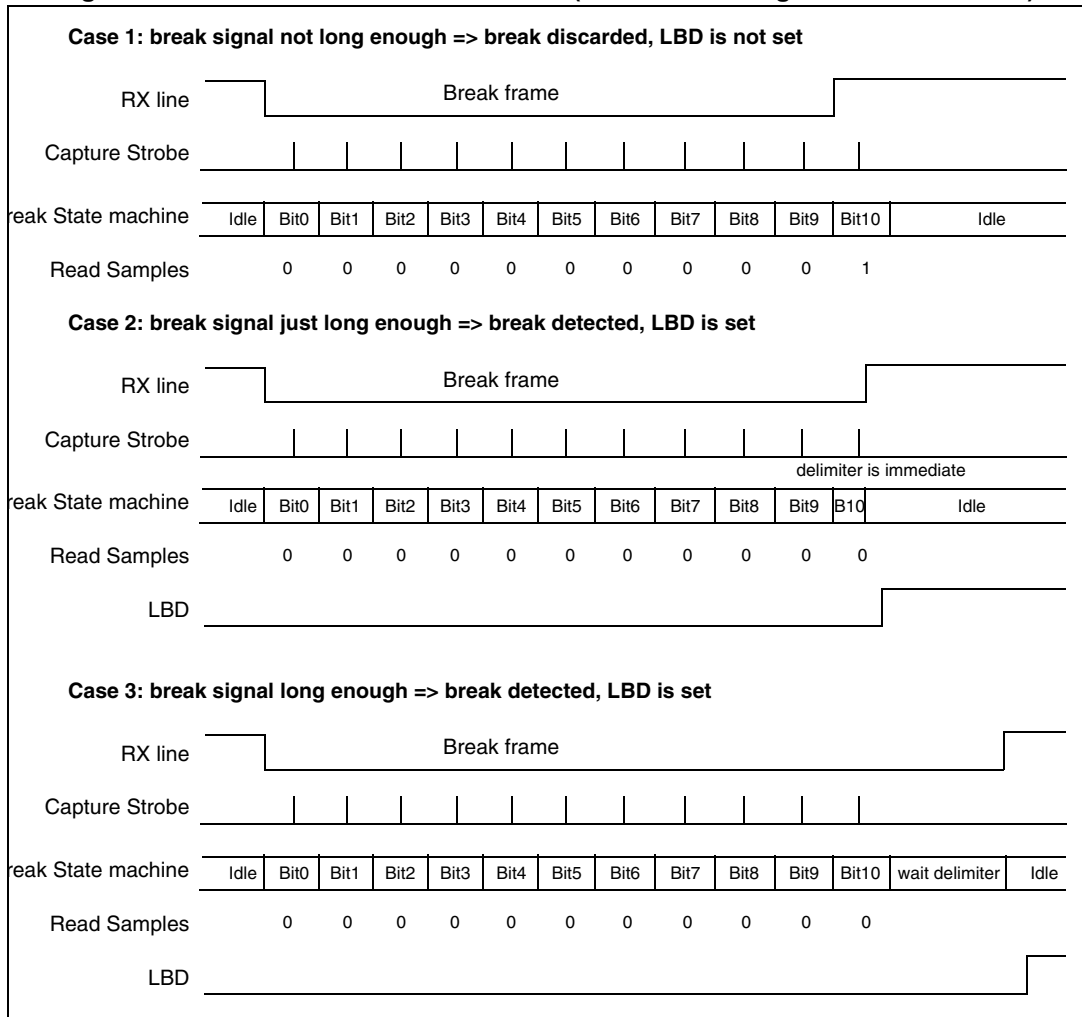 Case 1: break signal not long enough => break discarded, LBD is not set
RX line Break frame
Capture Strobe
reak State machine Idle Bit0 Bit1 Bit2 Bit3 Bit4 Bit5 Bit6 Bit7 Bit8 Bit9 Bit10 Idle
Read Samples 0 0 0 0 0 0 0 0 0 0 1
Case 2: break signal just long enough => break detected, LBD is set
RX line Break frame
Capture Strobe
delimiter is immediate
reak State machine Idle Bit0 Bit1 Bit2 Bit3 Bit4 Bit5 Bit6 Bit7 Bit8 Bit9 B10 Idle
Read Samples 0 0 0 0 0 0 0 0 0 0 0
LBD
Case 3: break signal long enough => break detected, LBD is set
RX line Break frame
Capture Strobe
reak State machine Idle Bit0 Bit1 Bit2 Bit3 Bit4 Bit5 Bit6 Bit7 Bit8 Bit9 Bit10 wait delimiter Idle
Read Samples 0 0 0 0 0 0 0 0 0 0 0
LBD